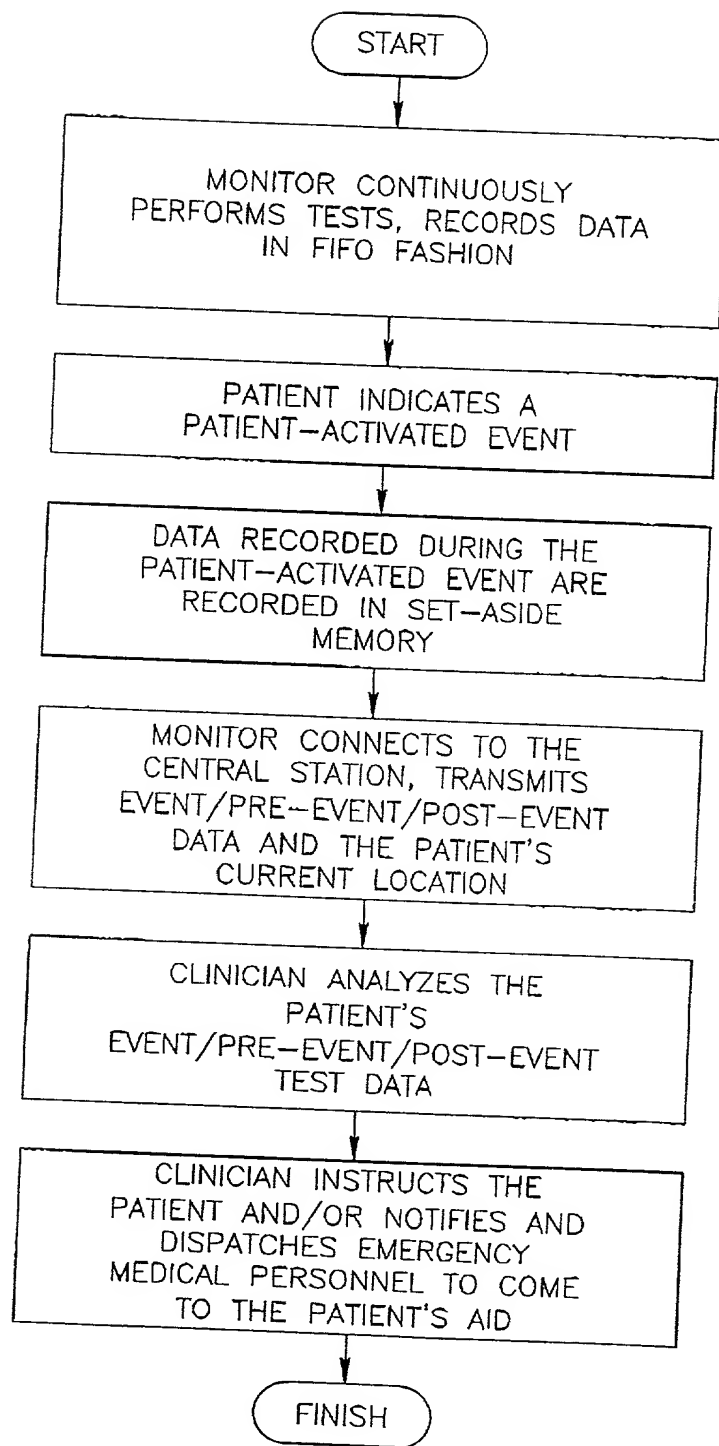 START
MONITOR CONTINUOUSLY
PERFORMS TESTS, RECORDS DATA
IN FIFO FASHION
PATIENT INDICATES A
PATIENT-ACTIVATED EVENT
DATA RECORDED DURING THE
PATIENT-ACTIVATED EVENT ARE
RECORDED IN SET-ASIDE
MEMORY
MONITOR CONNECTS TO THE
CENTRAL STATION, TRANSMITS
EVENT/PRE-EVENT/POST-EVENT
DATA AND THE PATIENT'S
CURRENT LOCATION
CLINICIAN ANALYZES THE
PATIENT'S
EVENT/PRE-EVENT/POST-EVENT
TEST DATA
CLINICIAN INSTRUCTS THE
PATIENT AND/OR NOTIFIES AND
DISPATCHES EMERGENCY
MEDICAL PERSONNEL TO COME
TO THE PATIENT'S AID
FINISH